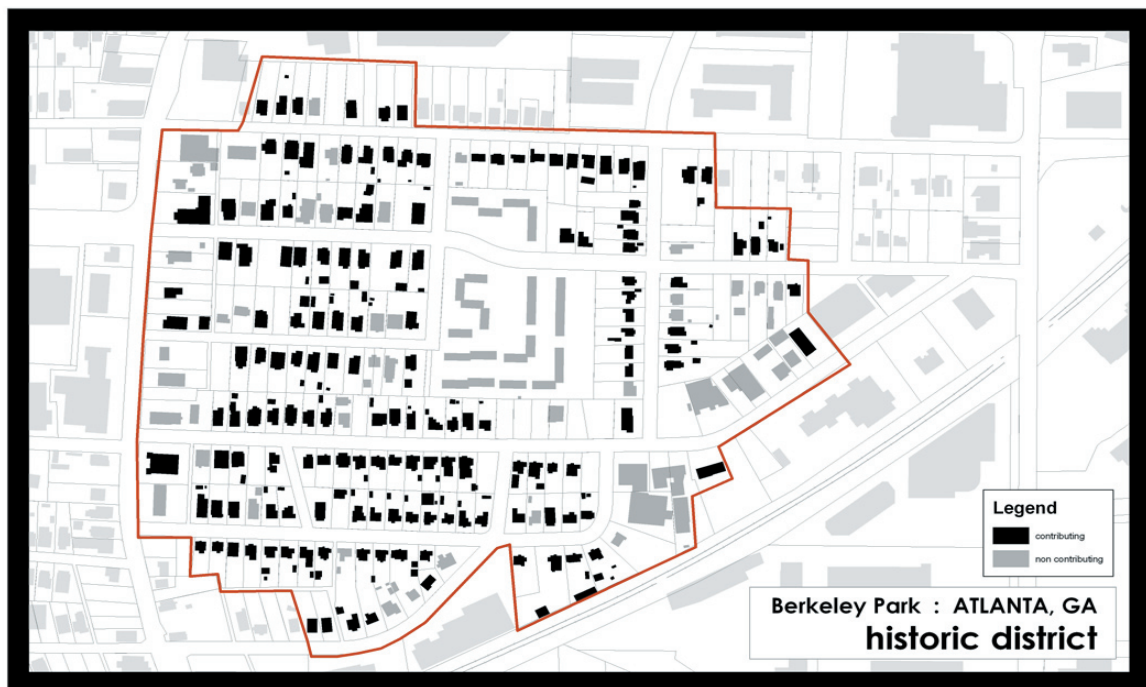 Legend
contributing
non contributing
Berkeley Park : ATLANTA, GA
historic district